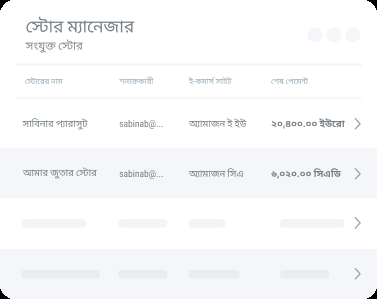 স্টোর ম্যানেজার
সংযুক্ত স্টোর
স্টোরের নাম শনাক্তকারী ই-কমার্স সাইট শেষ পেমেন্ট
সাবিনার প্যারাসুট sabinab@... অ্যামাজন ই ইউ ২০,৪০০.০০ ইউরো
আমার জুতার স্টোর sabinab@... অ্যামাজন সিএ ৬,০২০.০০ সিএডি